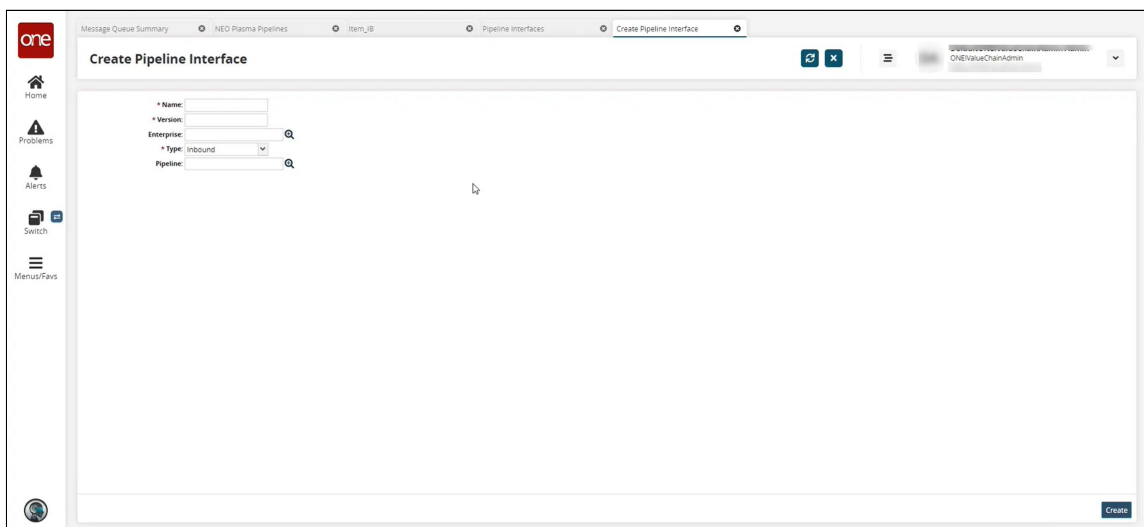 one
Message Queue Summary
NEO Plasma Pipelines
Item_IB
Pipeline Interfaces
Create Pipeline Interface
Create Pipeline Interface
ONEIValueChainAdmin
Home
Problems
Alerts
Switch
Menus/Favs
* Name:
* Version:
Enterprise:
* Type: Inbound
Pipeline:
Create